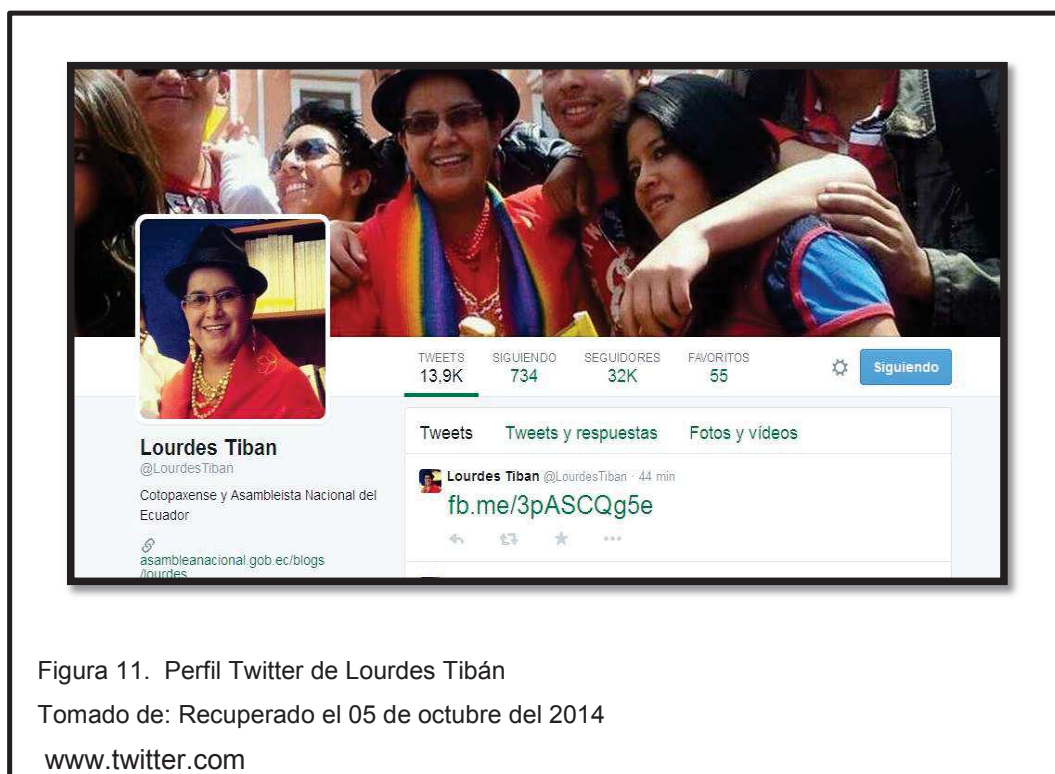 TWEETS SIGUIENDO SEGUIDORES FAVORITOS
13,9K 734 32K 55
Siguiendo
Lourdes Tiban
@LourdesTiban
Cotopaxense y Asambleista Nacional del
Ecuador
asambleanacional.gob.ec/blogs
/lourdes
Tweets Tweets y respuestas Fotos y vídeos
Lourdes Tiban @LourdesTiban · 44 min
fb.me/3pASCQg5e
Figura 11. Perfil Twitter de Lourdes Tibán
Tomado de: Recuperado el 05 de octubre del 2014
www.twitter.com